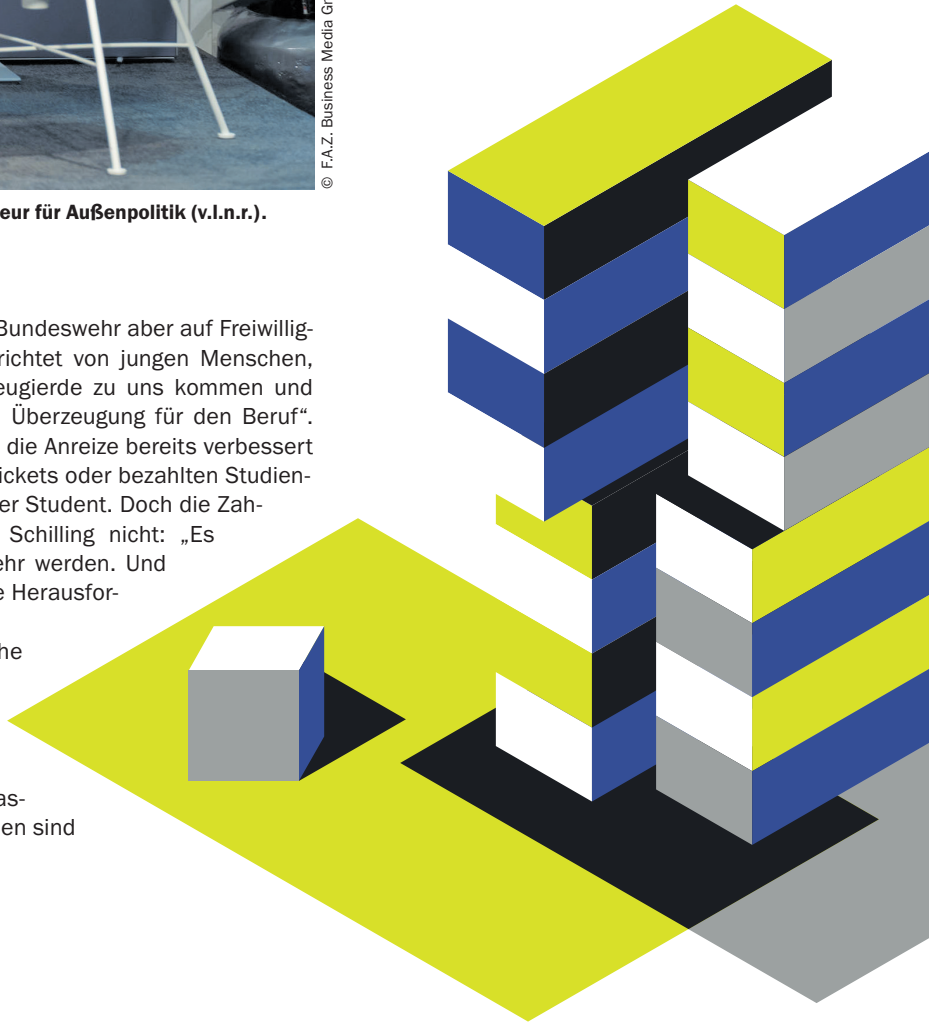 © F.A.Z. Business Media Gr
eur für Außenpolitik (v.l.n.r.).
Bundeswehr aber auf Freiwillig-
richtet von jungen Menschen,
eugierde zu uns kommen und
Überzeugung für den Beruf“.
die Anreize bereits verbessert
ickets oder bezahlten Studien-
er Student. Doch die Zah-
Schilling nicht: „Es
ehr werden. Und
e Herausfor-
he
as-
en sind